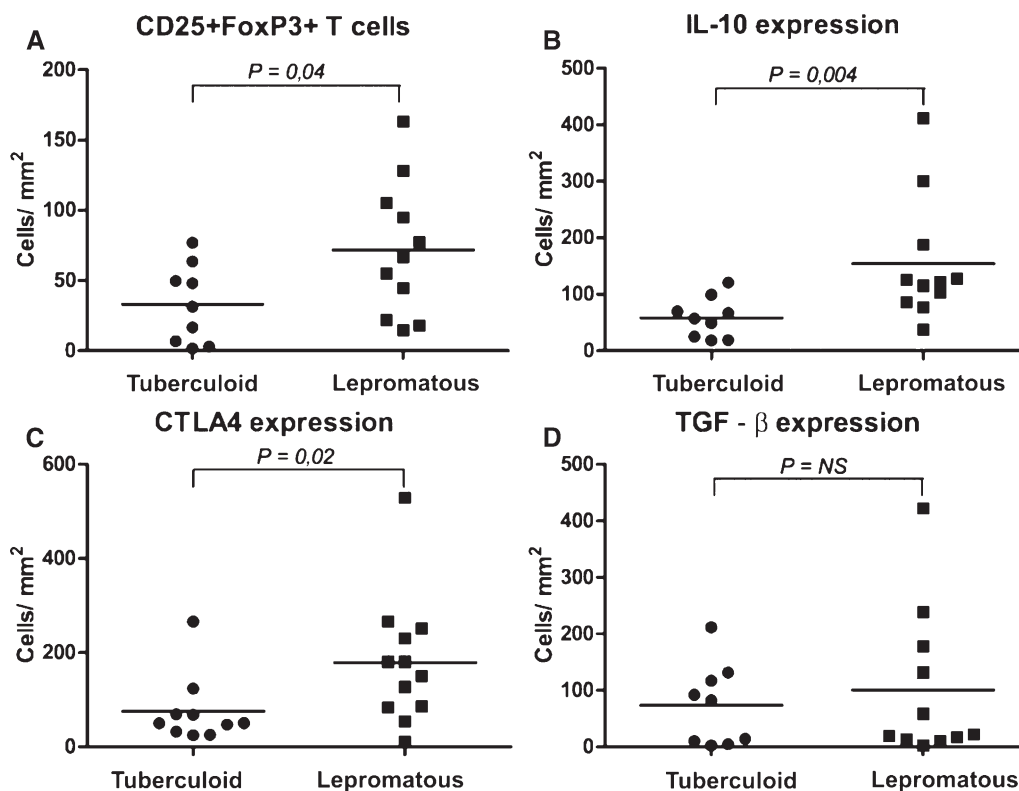 A
CD25+FoxP3+ T cells
P = 0,04
200
150
100
50
0
Cells/ mm²
Tuberculoid Lepromatous
B
IL-10 expression
P = 0,004
500
400
300
200
100
0
Cells/ mm²
Tuberculoid Lepromatous
C
CTLA4 expression
P = 0,02
600
400
200
0
Cells/ mm²
Tuberculoid Lepromatous
D
TGF - β expression
P = NS
500
400
300
200
100
0
Cells/ mm²
Tuberculoid Lepromatous